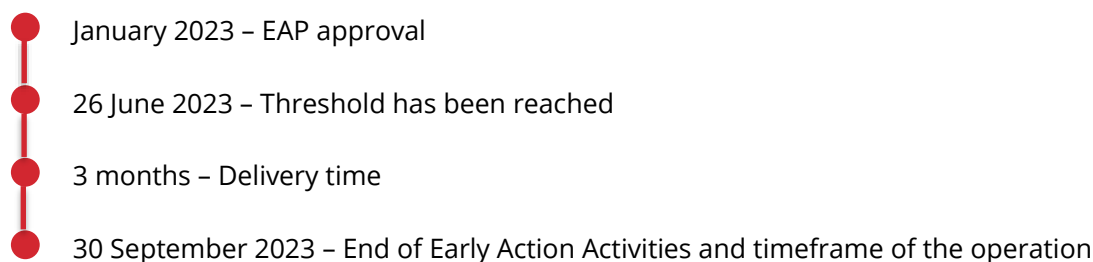 January 2023 – EAP approval
26 June 2023 – Threshold has been reached
3 months – Delivery time
30 September 2023 – End of Early Action Activities and timeframe of the operation